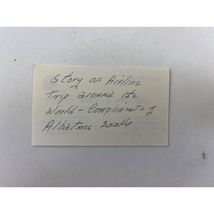 Story of Airline
Trip around the
World - Compliments of
Albatross